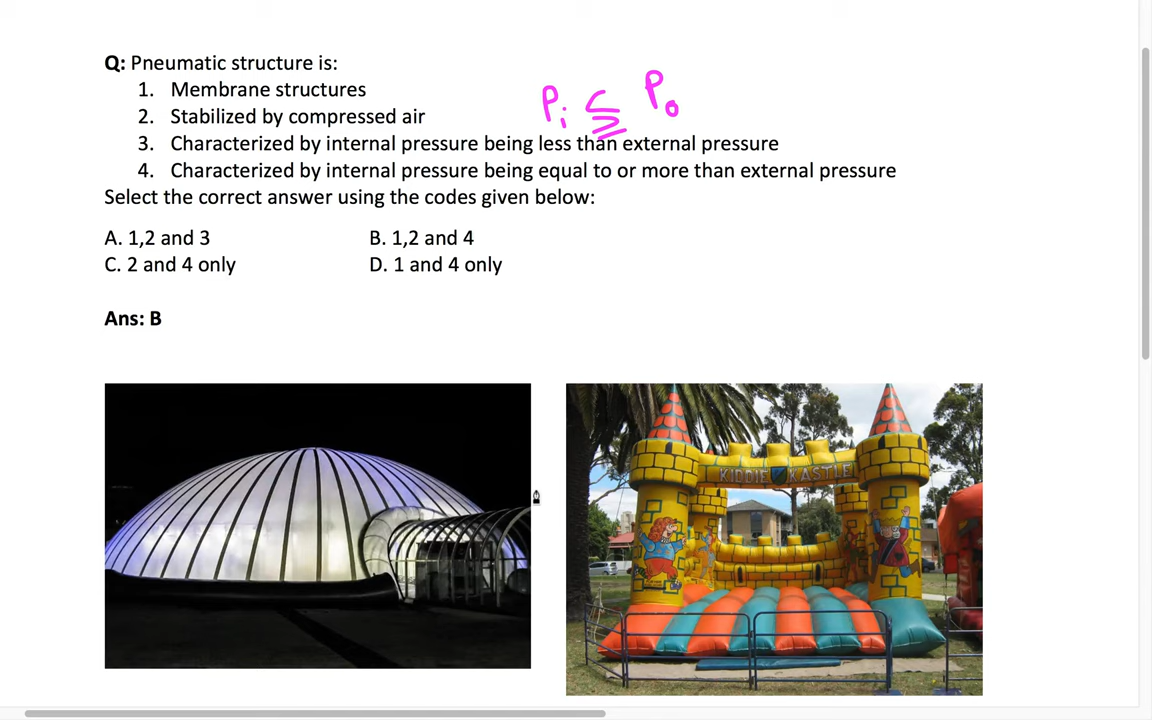 Q: Pneumatic structure is:
1. Membrane structures
2. Stabilized by compressed air
Pi ≤ Po
3. Characterized by internal pressure being less than external pressure
4. Characterized by internal pressure being equal to or more than external pressure
Select the correct answer using the codes given below:
A. 1,2 and 3 B. 1,2 and 4
C. 2 and 4 only D. 1 and 4 only
Ans: B
KIDDIE KASTLE